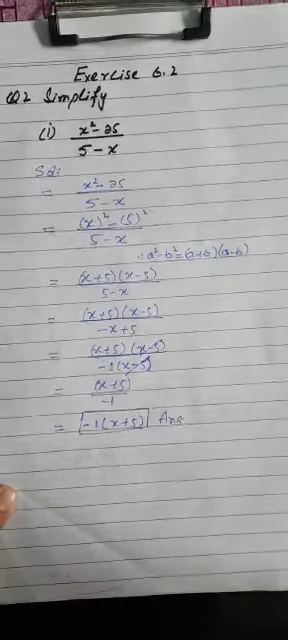 Exercise 6.2
Q2 Simplify
(i) x²-25 / 5-x
Sol:
= x²-25 / 5-x
= (x)²-(5)² / 5-x
∴ a²-b²=(a+b)(a-b)
= (x+5)(x-5) / 5-x
= (x+5)(x-5) / -x+5
= (x+5)(x-5) / -1(x-5)
= (x+5) / -1
= -1(x+5) Ans